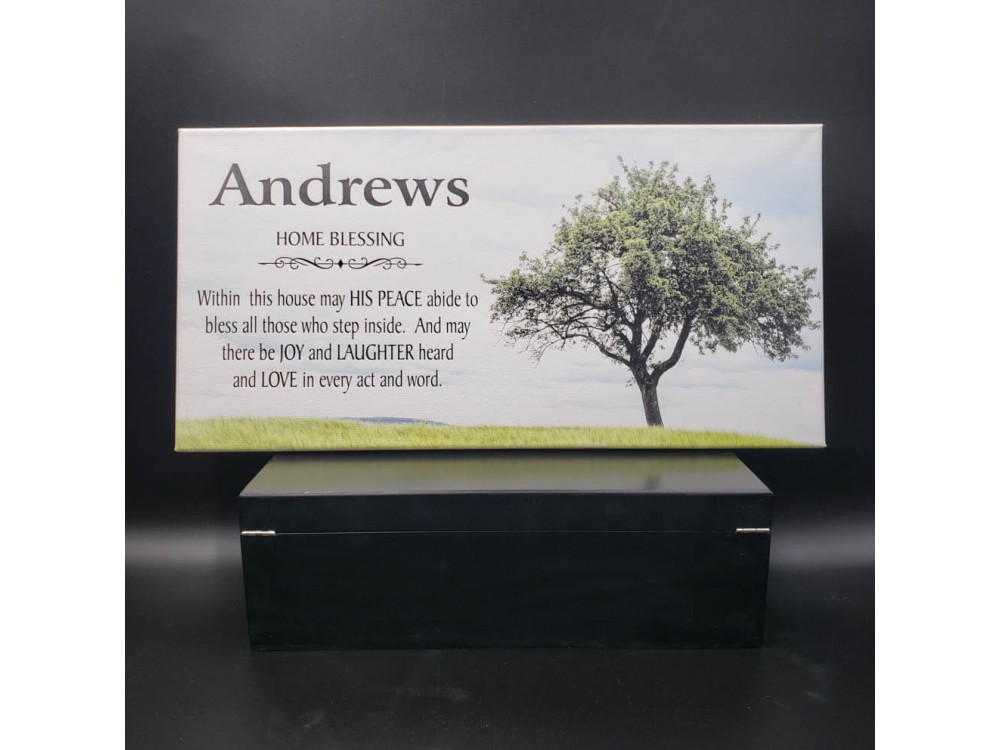 Andrews
HOME BLESSING
Within this house may HIS PEACE abide to
bless all those who step inside. And may
there be JOY and LAUGHTER heard
and LOVE in every act and word.